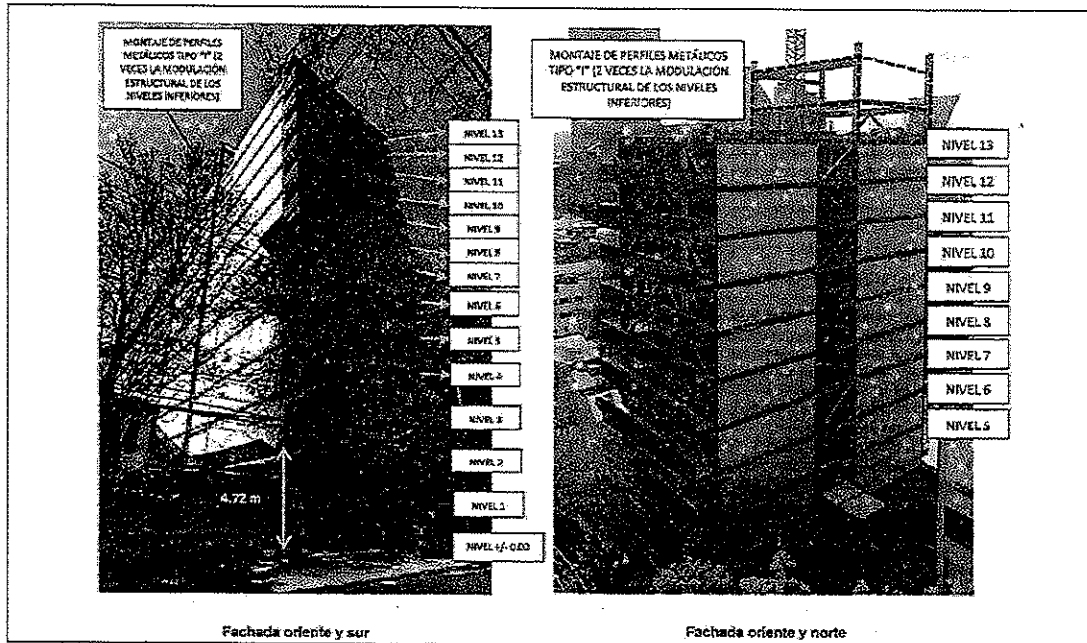 MONTAJE DE PERFILES
METÁLICOS TIPO "I" (2
VECES LA MODULACIÓN
ESTRUCTURAL DE LOS
NIVELES INFERIORES)
NIVEL 13
NIVEL 12
NIVEL 11
NIVEL 10
NIVEL 9
NIVEL 8
NIVEL 7
NIVEL 6
NIVEL 5
NIVEL 4
NIVEL 3
NIVEL 2
NIVEL 1
NIVEL +/- 0.00
4.72 m
Fachada oriente y sur
MONTAJE DE PERFILES METÁLICOS
TIPO "I" (2 VECES LA MODULACIÓN
ESTRUCTURAL DE LOS NIVELES
INFERIORES)
NIVEL 13
NIVEL 12
NIVEL 11
NIVEL 10
NIVEL 9
NIVEL 8
NIVEL 7
NIVEL 6
NIVEL 5
Fachada oriente y norte